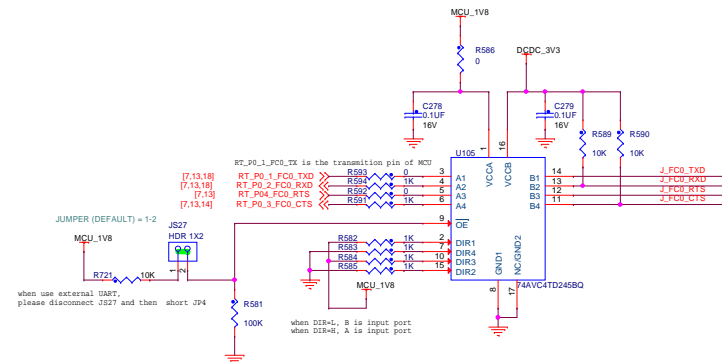 MCU_1V8
R586
0
DCDC_3V3
C278
0.1UF
16V
C279
0.1UF
16V
R589
10K
R590
10K
RT_P0_1_FC0_TX is the transmition pin of MCU
U105
1
16
VCCA
VCCB
[7,13,18] RT_P0_1_FC0_TXD R593 0 3 A1 B1 14 J_FC0_TXD
[7,13,18] RT_P0_2_FC0_RXD R594 1K 4 A2 B2 13 J_FC0_RXD
[7,13] RT_P04_FC0_RTS R592 0 5 A3 B3 12 J_FC0_RTS
[7,13,14] RT_P0_3_FC0_CTS R591 1K 6 A4 B4 11 J_FC0_CTS
9 OE
JUMPER (DEFAULT) = 1-2
JS27
HDR 1X2
MCU_1V8
1
2
R721 10K
R582 1K 2 DIR1
R583 1K 7 DIR4
R584 1K 10 DIR3
R585 1K 15 DIR2
GND1
NC/GND2
8
17
74AVC4TD245BQ
MCU_1V8
when use external UART,
please disconnect JS27 and then short JP4
R581
100K
when DIR=L, B is input port
when DIR=H, A is input port